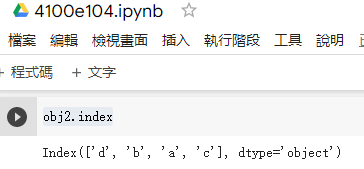 4100e104.ipynb
檔案 編輯 檢視畫面 插入 執行階段 工具 說明
+ 程式碼 + 文字
obj2.index
Index(['d', 'b', 'a', 'c'], dtype='object')